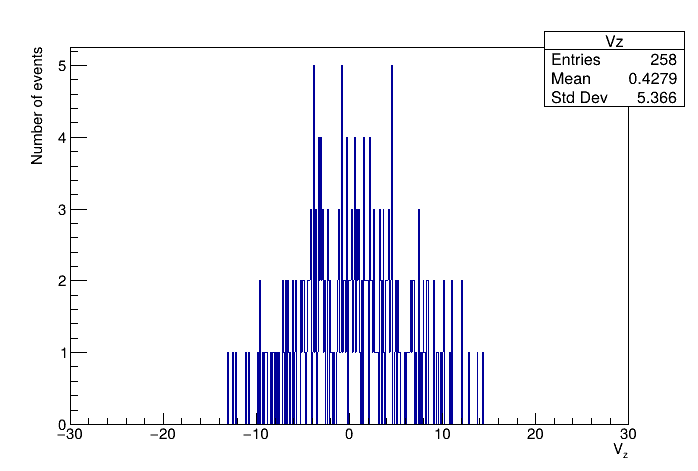 Vz
Entries 258
Mean 0.4279
Std Dev 5.366
Number of events
5
4
3
2
1
0
−30 −20 −10 0 10 20 30
Vz